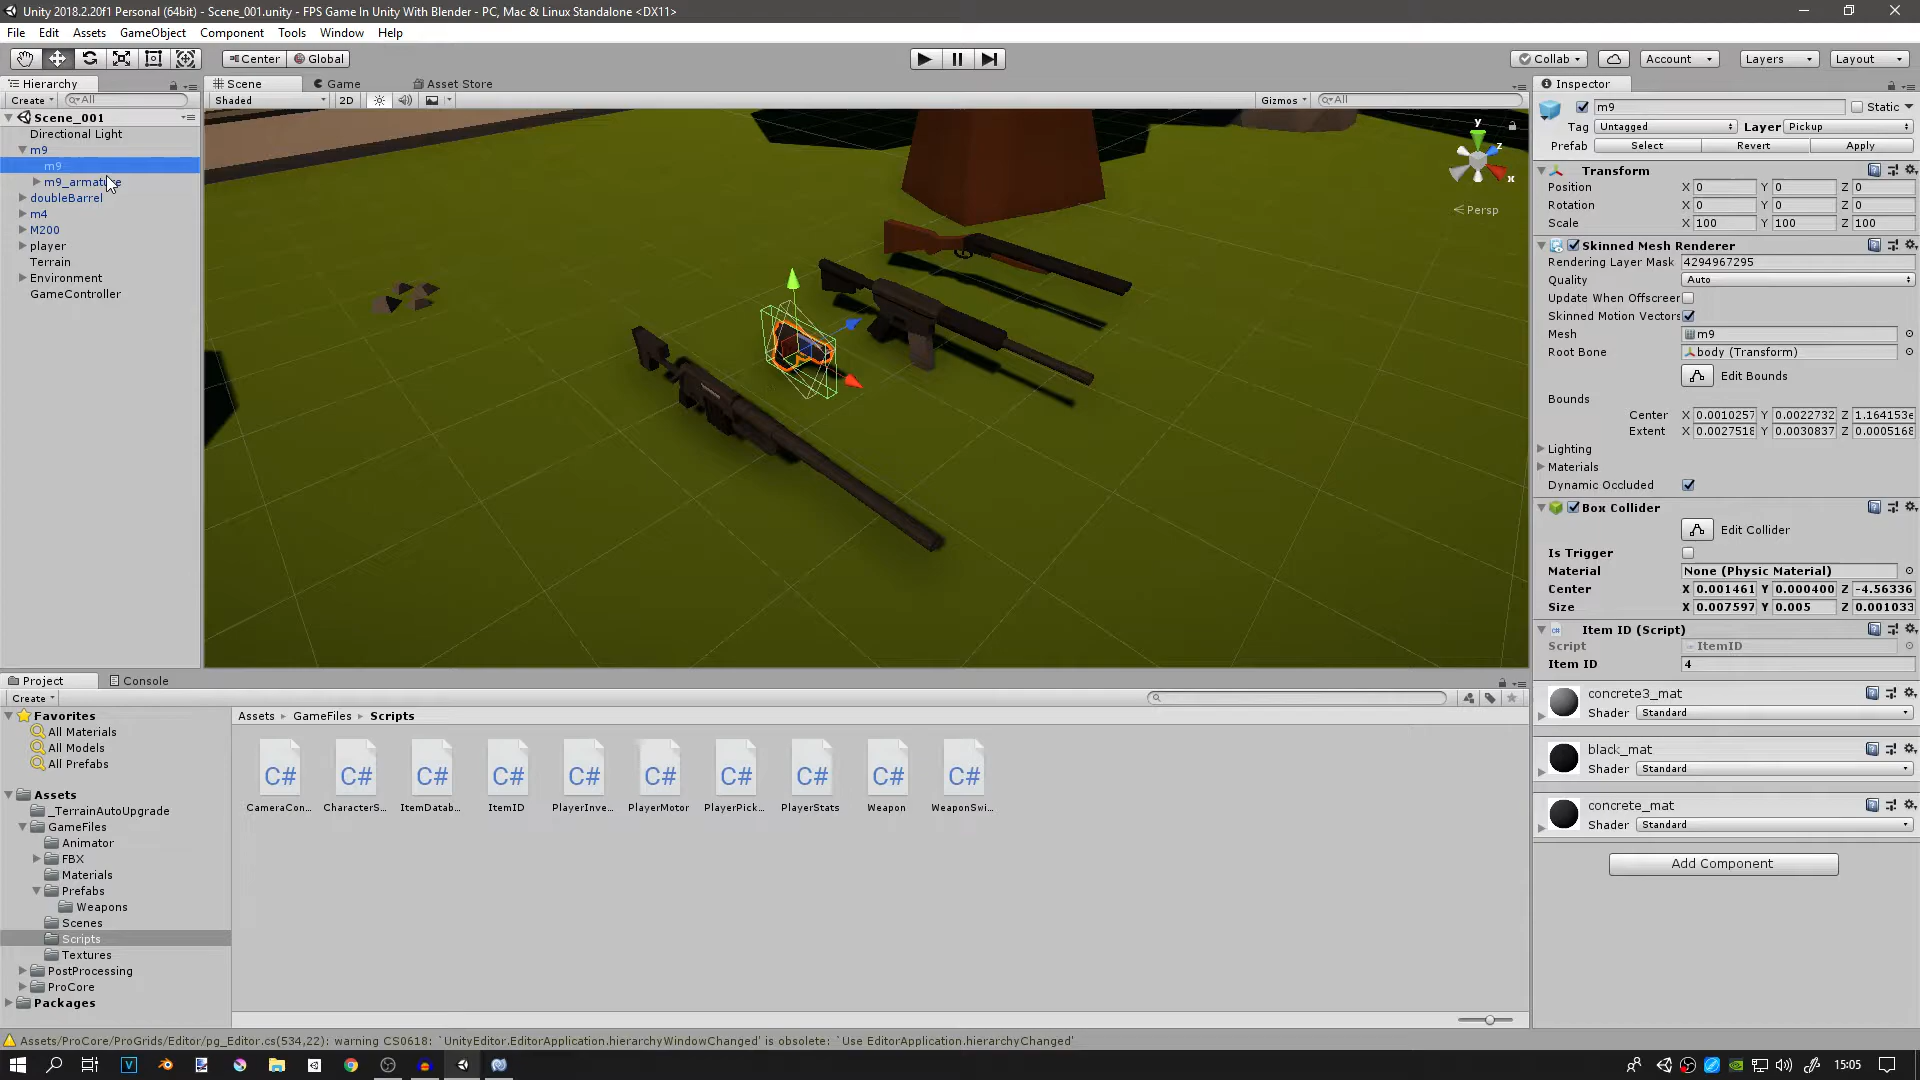 Unity 2018.2.20f1 Personal (64bit) - Scene_001.unity - FPS Game In Unity With Blender - PC, Mac & Linux Standalone <DX11>
File Edit Assets GameObject Component Tools Window Help
Center Global Collab Account Layers Layout
Hierarchy
Create All
Scene_001
Directional Light
m9
m9
m9_armature
doubleBarrel
m4
M200
player
Terrain
Environment
GameController
Scene Game Asset Store
Shaded 2D Gizmos All
y
z
x
Persp
Inspector
m9 Static
Tag Untagged Layer Pickup
Prefab Select Revert Apply
Transform
Position X 0 Y 0 Z 0
Rotation X 0 Y 0 Z 0
Scale X 100 Y 100 Z 100
Skinned Mesh Renderer
Rendering Layer Mask 4294967295
Quality Auto
Update When Offscreen
Skinned Motion Vectors
Mesh m9
Root Bone body (Transform)
Edit Bounds
Bounds
Center X 0.0010257 Y 0.0022732 Z 1.164153e
Extent X 0.0027518 Y 0.0030837 Z 0.0005168
Lighting
Materials
Dynamic Occluded
Box Collider
Edit Collider
Is Trigger
Material None (Physic Material)
Center X 0.001461 Y 0.000400 Z -4.56336
Size X 0.007597 Y 0.005 Z 0.001033
Item ID (Script)
Script ItemID
Item ID 4
concrete3_mat
Shader Standard
black_mat
Shader Standard
concrete_mat
Shader Standard
Add Component
Project Console
Create
Favorites
All Materials
All Models
All Prefabs
Assets
_TerrainAutoUpgrade
GameFiles
Animator
FBX
Materials
Prefabs
Weapons
Scenes
Scripts
Textures
PostProcessing
ProCore
Packages
Assets GameFiles Scripts
C# C# C# C# C# C# C# C# C# C#
CameraCon... CharacterS... ItemDatab... ItemID PlayerInve... PlayerMotor PlayerPick... PlayerStats Weapon WeaponSwi...
Assets/ProCore/ProGrids/Editor/pg_Editor.cs(534,22): warning CS0618: `UnityEditor.EditorApplication.hierarchyWindowChanged' is obsolete: `Use EditorApplication.hierarchyChanged'
15:05